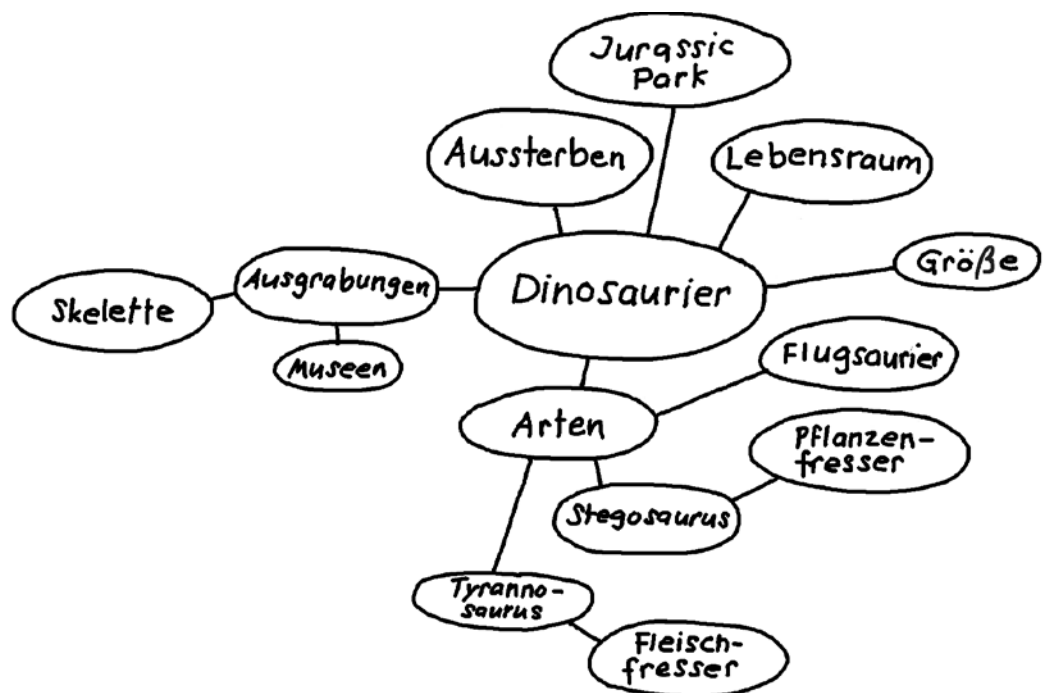 Jurassic
Park
Aussterben
Lebensraum
Größe
Ausgrabungen
Dinosaurier
Skelette
Museen
Flugsaurier
Arten
Pflanzen-
fresser
Stegosaurus
Tyranno-
saurus
Fleisch-
fresser